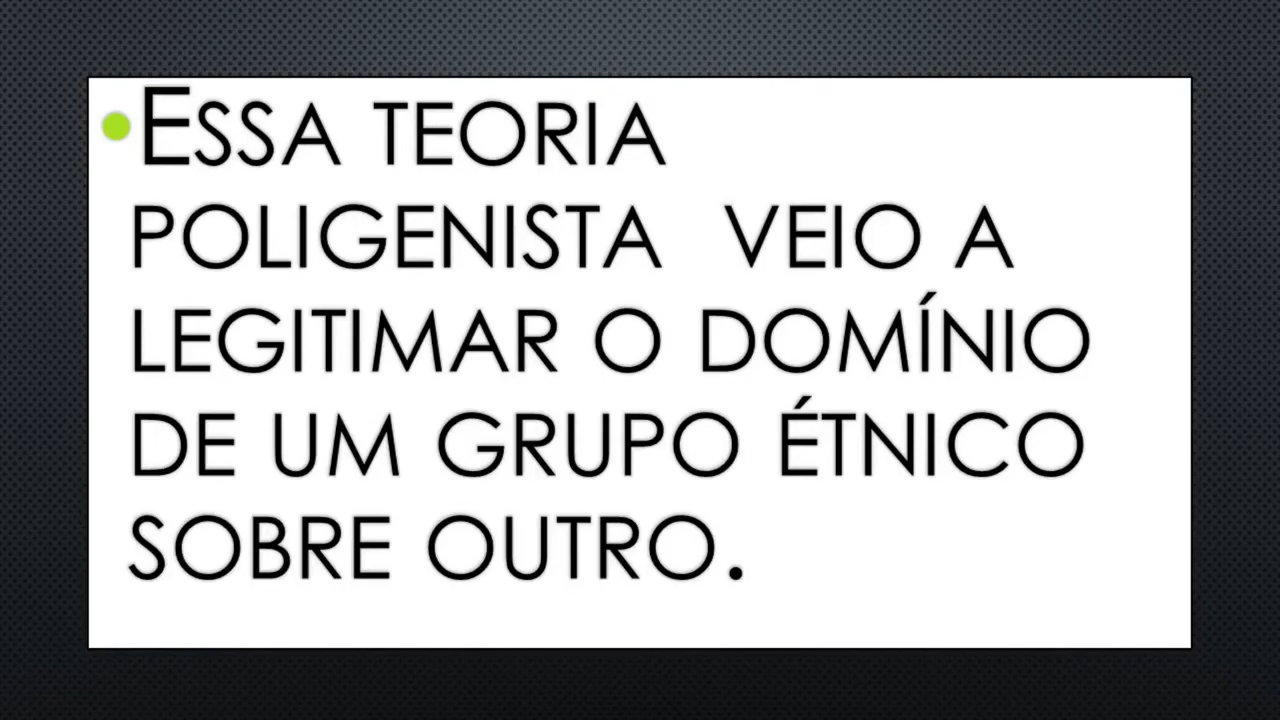 • ESSA TEORIA
POLIGENISTA VEIO A
LEGITIMAR O DOMÍNIO
DE UM GRUPO ÉTNICO
SOBRE OUTRO.